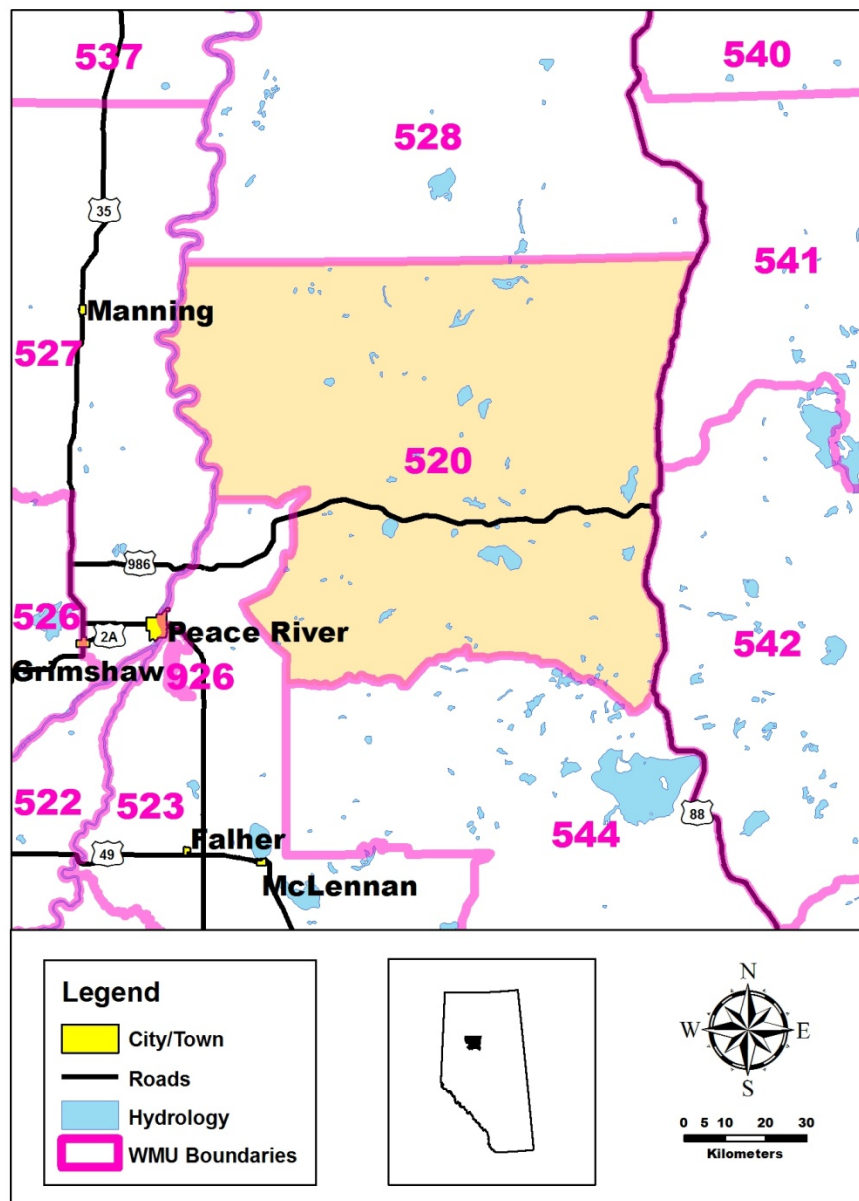 537
540
528
35
541
Manning
527
520
986
526
2A
Peace River
542
Grimshaw
926
522
523
88
544
Falher
49
McLennan
Legend
City/Town
Roads
Hydrology
WMU Boundaries
N
W
E
S
0 5 10 20 30
Kilometers